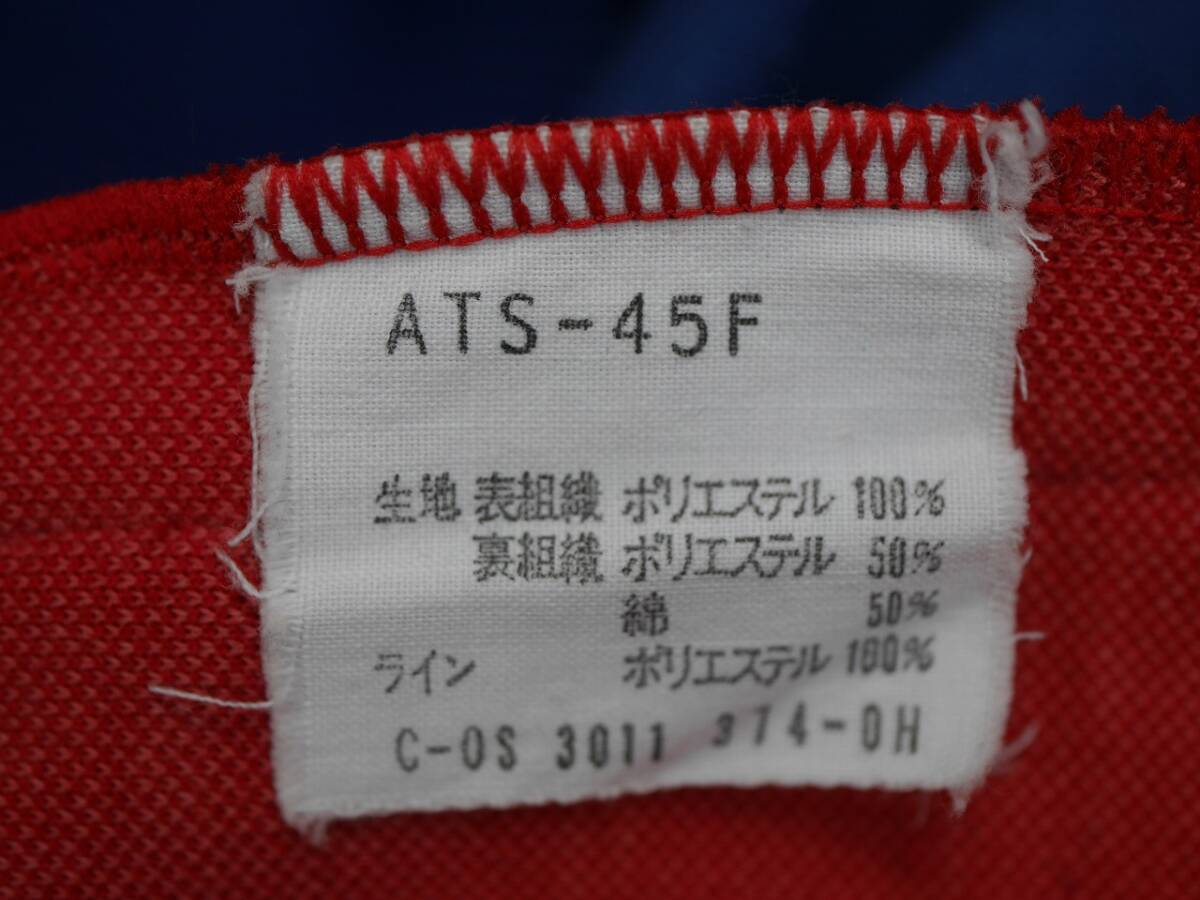 ATS-45F
生地 表組織 ポリエステル 100%
裏組織 ポリエステル 50%
綿 50%
ライン ポリエステル 100%
C-OS 3011 374-0H